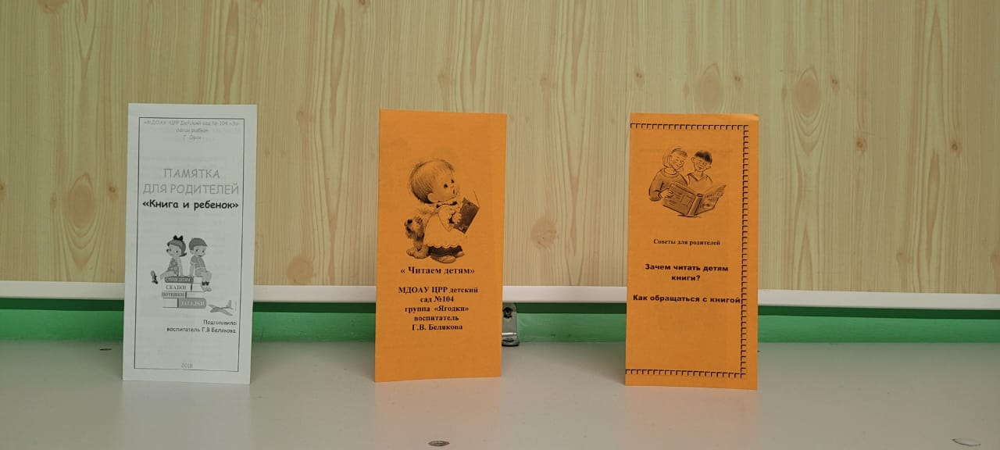 «МДОАУ ЦРР Детский сад № 104 «Зо-
лотая рыбка»
Г. Орск
ПАМЯТКА
ДЛЯ РОДИТЕЛЕЙ
«Книга и ребенок»
СТИХИ ДЕТЯМ
СКАЗКИ
ПОТЕШКИ
ЗАГАДКИ
Подготовила:
воспитатель Г.В Белякова.
2018
« Читаем детям»
МДОАУ ЦРР детский
сад №104
группа «Ягодки»
воспитатель
Г.В. Белякова
Советы для родителей
Зачем читать детям
книги?
Как обращаться с книгой